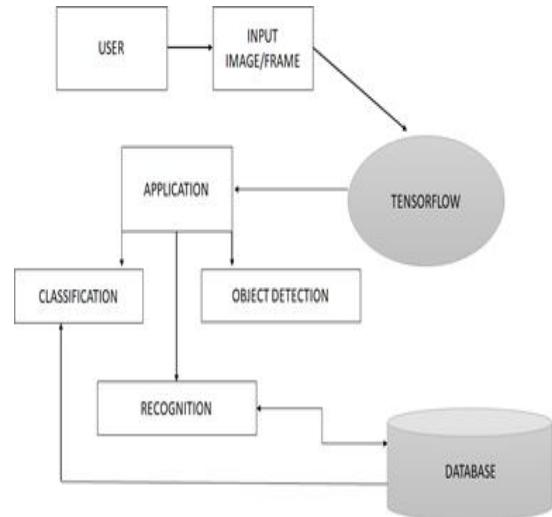 USER
INPUT
IMAGE/FRAME
TENSORFLOW
APPLICATION
CLASSIFICATION
OBJECT DETECTION
RECOGNITION
DATABASE